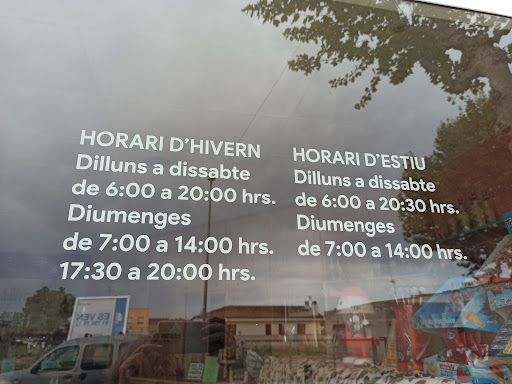 HORARI D'HIVERN
Dilluns a dissabte
de 6:00 a 20:00 hrs.
Diumenges
de 7:00 a 14:00 hrs.
17:30 a 20:00 hrs.
HORARI D'ESTIU
Dilluns a dissabte
de 6:00 a 20:30 hrs.
Diumenges
de 7:00 a 14:00 hrs.
ES VEN